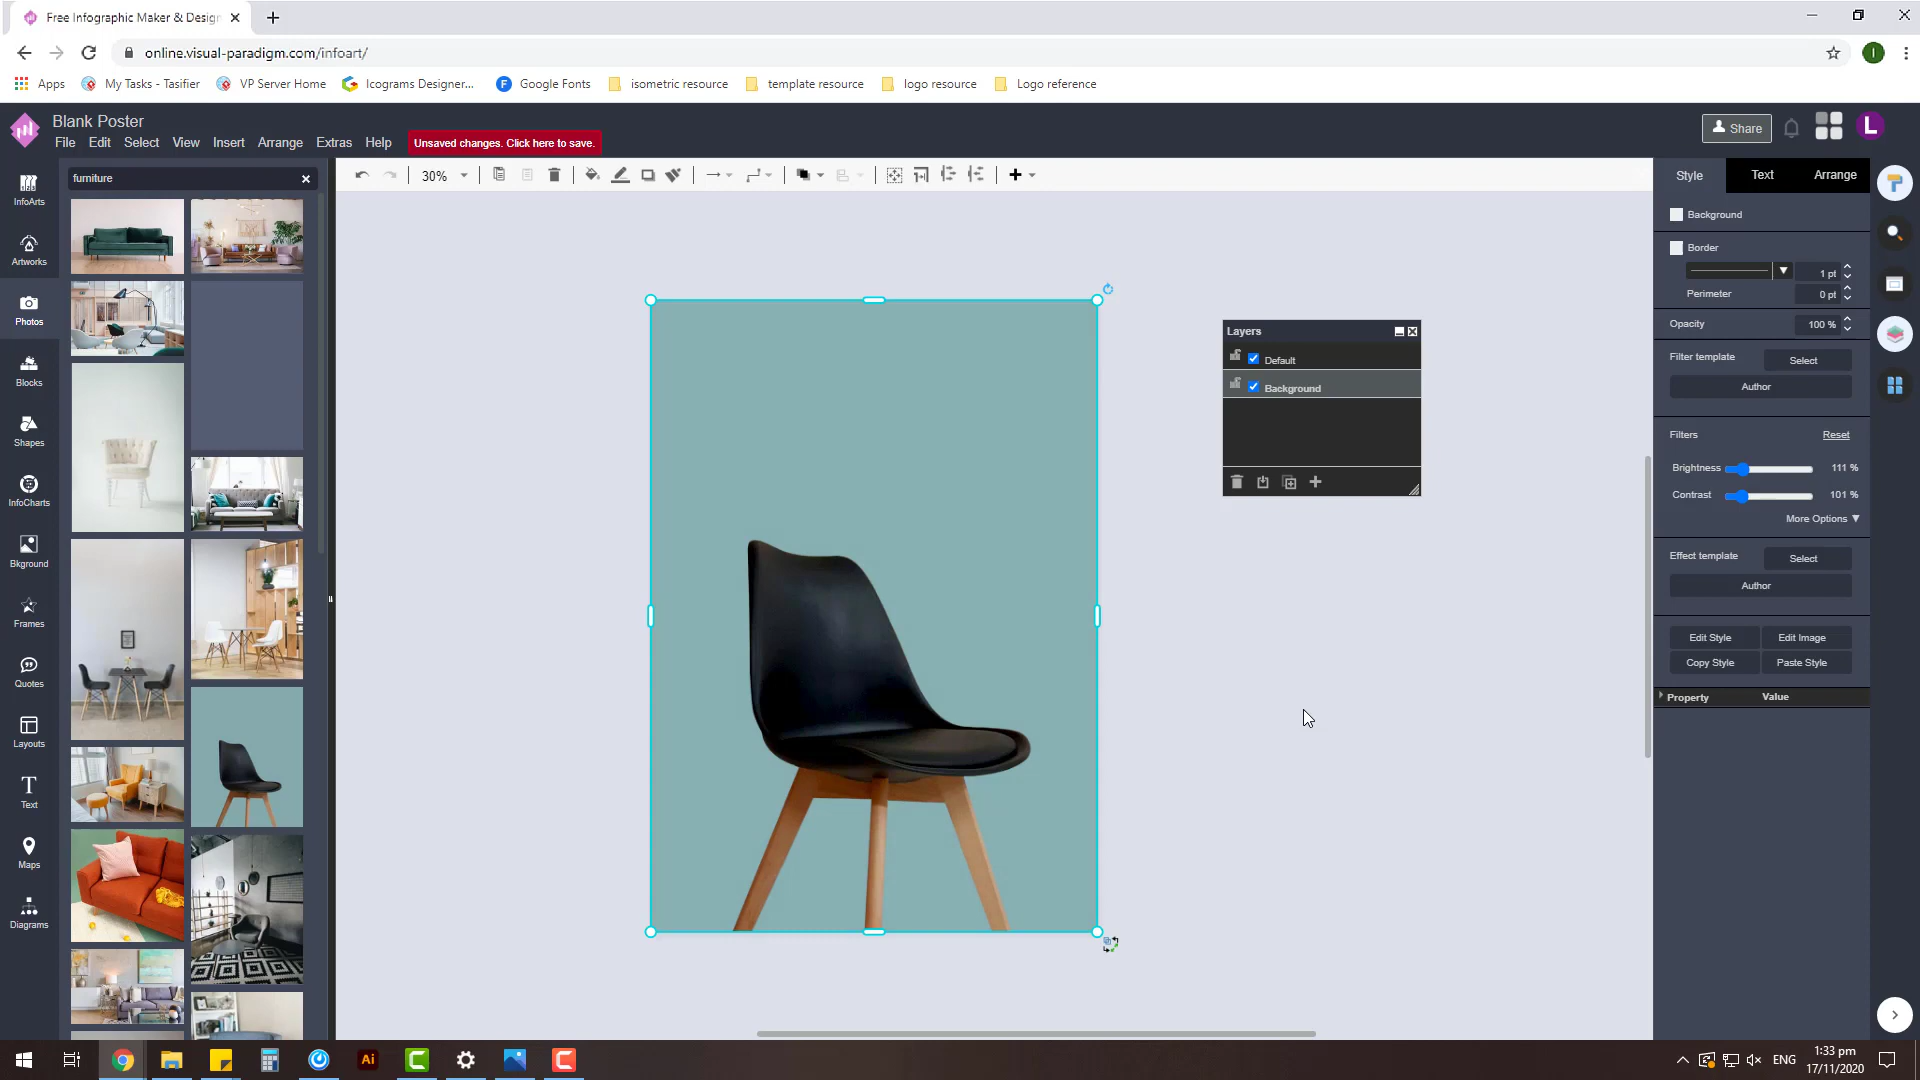 Free Infographic Maker & Desig
online.visual-paradigm.com/infoart/
I
Apps
My Tasks - Tasifier
VP Server Home
Icograms Designer...
F
Google Fonts
isometric resource
template resource
logo resource
Logo reference
Blank Poster
File
Edit
Select
View
Insert
Arrange
Extras
Help
Unsaved changes. Click here to save.
Share
L
furniture
30%
InfoArts
Artworks
Photos
Blocks
Shapes
InfoCharts
Bkground
Frames
Quotes
Layouts
Text
Maps
Diagrams
Layers
Default
Background
Style
Text
Arrange
Background
Border
1 pt
Perimeter
0 pt
Opacity
100 %
Filter template
Select
Author
Filters
Reset
Brightness
111 %
Contrast
101 %
More Options ▼
Effect template
Select
Author
Edit Style
Edit Image
Copy Style
Paste Style
Property
Value
Ai
ENG
1:33 pm
17/11/2020